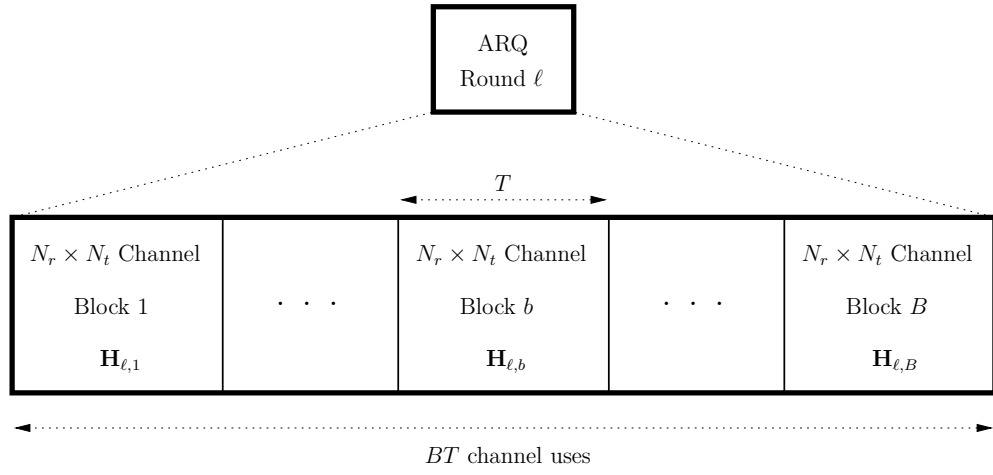 ARQ
Round ℓ
T
N_r × N_t Channel
Block 1
H_{ℓ,1}
. . .
N_r × N_t Channel
Block b
H_{ℓ,b}
. . .
N_r × N_t Channel
Block B
H_{ℓ,B}
BT channel uses